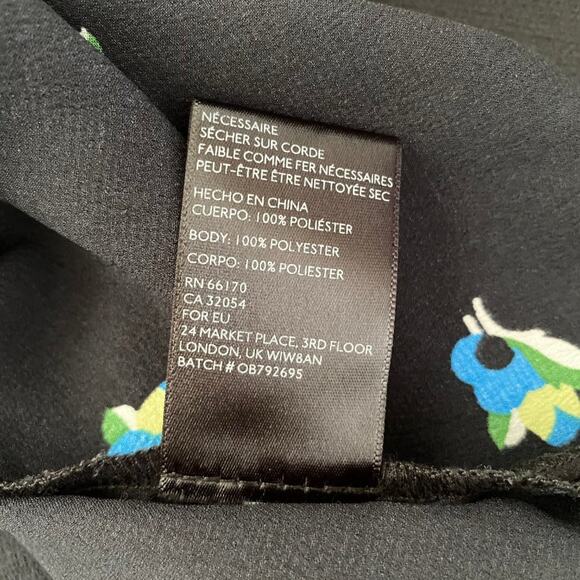 NÉCESSAIRE
SÉCHER SUR CORDE
FAIBLE COMME FER NÉCESSAIRES
PEUT-ÊTRE ÊTRE NETTOYÉE SEC
HECHO EN CHINA
CUERPO: 100% POLIÉSTER
BODY: 100% POLYESTER
CORPO: 100% POLIESTER
RN 66170
CA 32054
FOR EU
24 MARKET PLACE, 3RD FLOOR
LONDON, UK WIW8AN
BATCH # OB792695